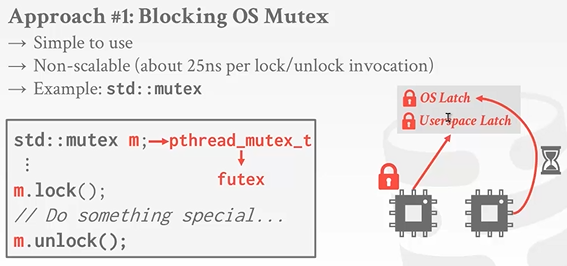 Approach #1: Blocking OS Mutex
→ Simple to use
→ Non-scalable (about 25ns per lock/unlock invocation)
→ Example: std::mutex
std::mutex m;→pthread_mutex_t
⋮
futex
m.lock();
// Do something special...
m.unlock();
OS Latch
Userspace Latch